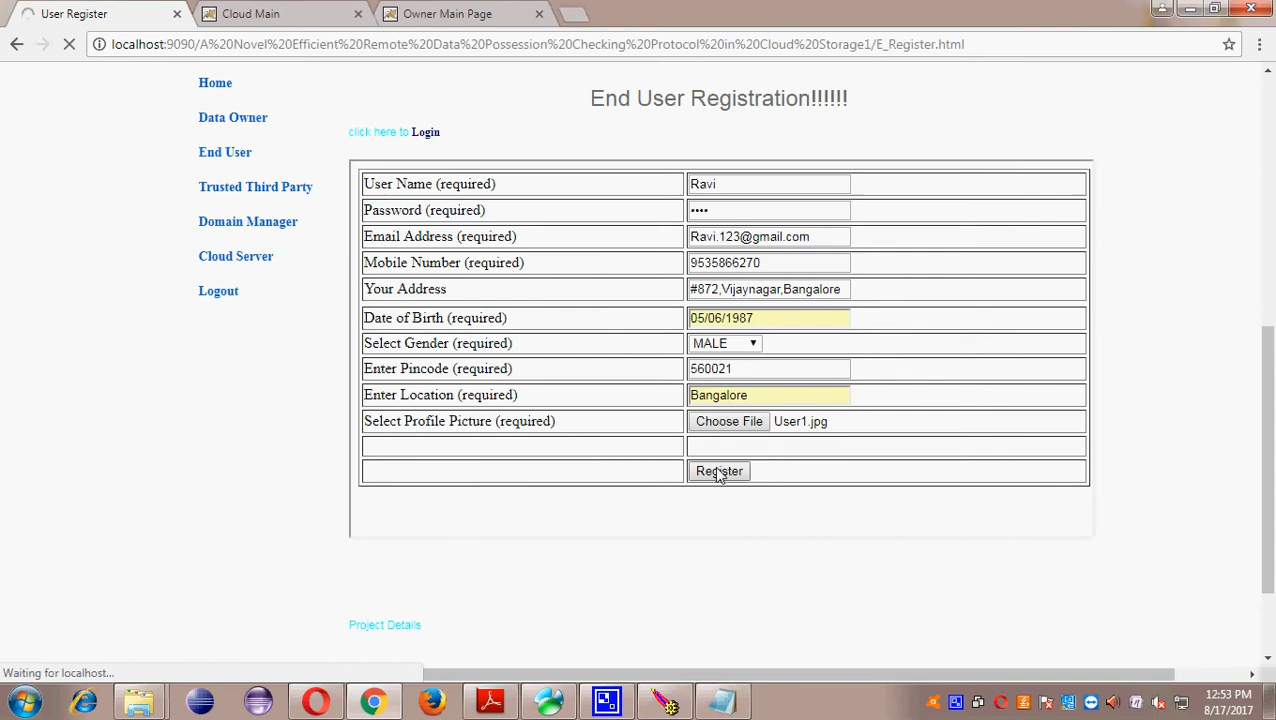 User Register
Cloud Main
Owner Main Page
localhost:9090/A%20Novel%20Efficient%20Remote%20Data%20Possession%20Checking%20Protocol%20in%20Cloud%20Storage1/E_Register.html
Home
Data Owner
End User
Trusted Third Party
Domain Manager
Cloud Server
Logout
End User Registration!!!!!!
click here to Login
User Name (required) Ravi
Password (required) ••••
Email Address (required) Ravi.123@gmail.com
Mobile Number (required) 9535866270
Your Address #872,Vijaynagar,Bangalore
Date of Birth (required) 05/06/1987
Select Gender (required) MALE
Enter Pincode (required) 560021
Enter Location (required) Bangalore
Select Profile Picture (required) Choose File User1.jpg
Register
Project Details
Waiting for localhost...
12:53 PM
8/17/2017